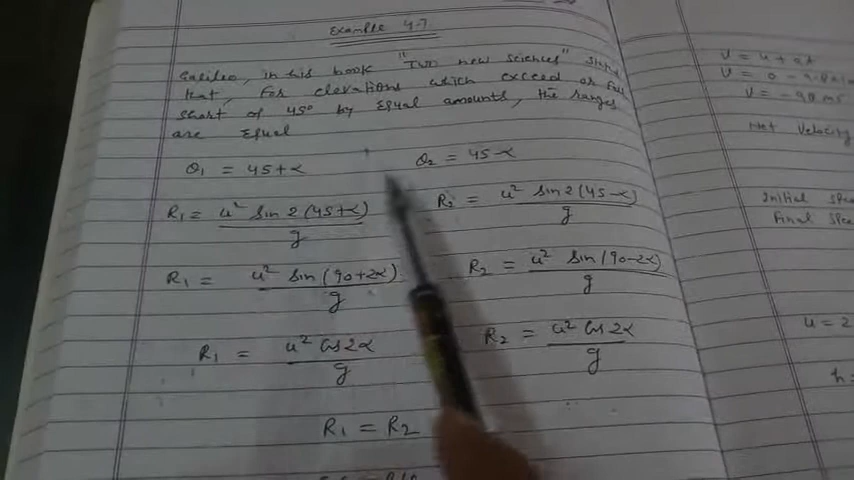 Example 4.7
Galileo, in his book "Two new sciences" stated
that, for elevations which exceed or fall
short of 45° by Equal amounts, the ranges
are Equal
θ₁ = 45+α θ₂ = 45-α
R₁ = u² sin 2 (45+α) / g R₂ = u² sin 2 (45-α) / g
R₁ = u² sin (90+2α) / g R₂ = u² sin (90-2α) / g
R₁ = u² cos 2α / g R₂ = u² cos 2α / g
R₁ = R₂
V = u + at
V = 0 -
V = -
Net Velocity
Initial
Final
u = 2
h =